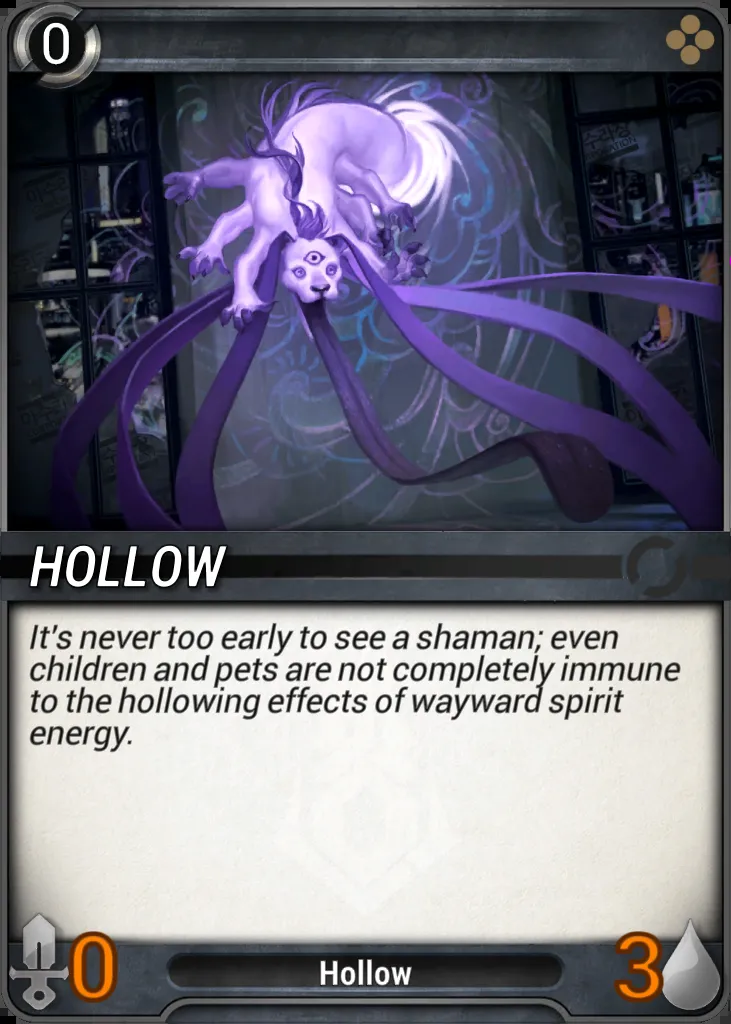 0
HOLLOW
It's never too early to see a shaman; even
children and pets are not completely immune
to the hollowing effects of wayward spirit
energy.
0
Hollow
3